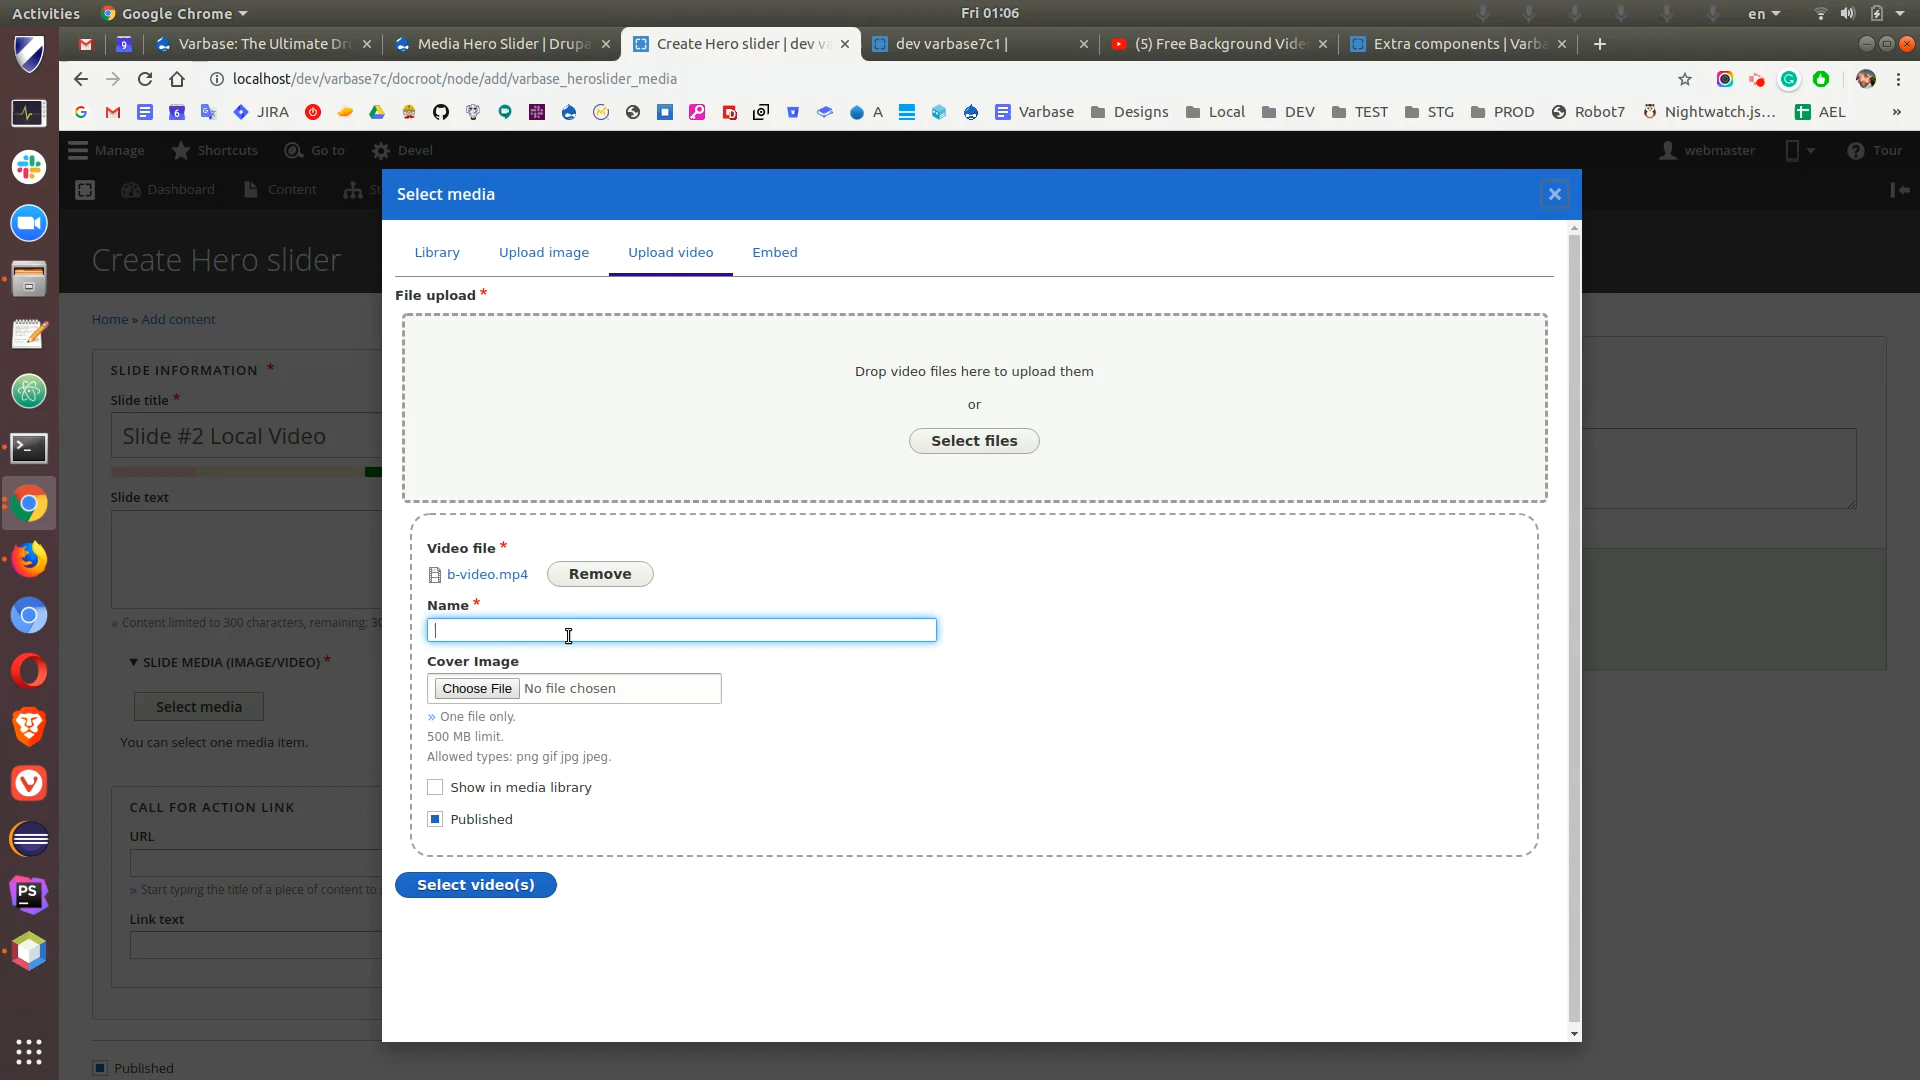 Activities
Google Chrome
Fri 01:06
en
9
Varbase: The Ultimate Dr
Media Hero Slider | Drupa
Create Hero slider | dev va
dev varbase7c1 |
(5) Free Background Vide
Extra components | Varba
localhost/dev/varbase7c/docroot/node/add/varbase_heroslider_media
6
JIRA
A
Varbase
Designs
Local
DEV
TEST
STG
PROD
Robot7
Nightwatch.js...
AEL
»
Manage
Shortcuts
Go to
Devel
webmaster
Tour
Dashboard
Content
St
Create Hero slider
Home » Add content
SLIDE INFORMATION *
Slide title *
Slide #2 Local Video
Slide text
» Content limited to 300 characters, remaining: 30
SLIDE MEDIA (IMAGE/VIDEO) *
Select media
You can select one media item.
CALL FOR ACTION LINK
URL
» Start typing the title of a piece of content to s
Link text
Published
Select media
Library
Upload image
Upload video
Embed
File upload *
Drop video files here to upload them
or
Select files
Video file *
b-video.mp4
Remove
Name *
Cover Image
Choose File
No file chosen
» One file only.
500 MB limit.
Allowed types: png gif jpg jpeg.
Show in media library
Published
Select video(s)
PS